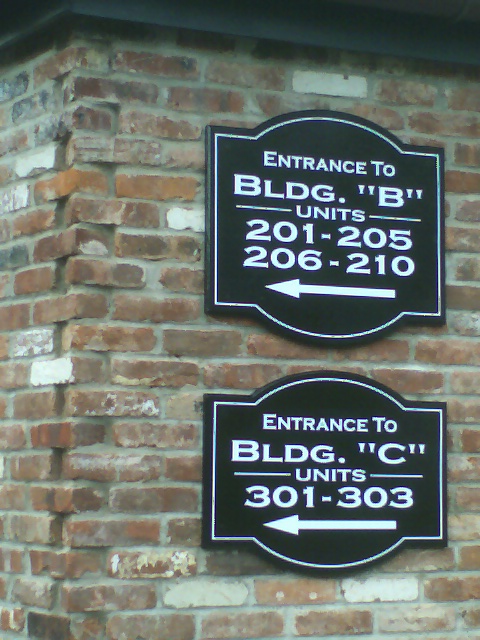 ENTRANCE TO
BLDG. "B"
UNITS
201-205
206-210
ENTRANCE TO
BLDG. "C"
UNITS
301-303